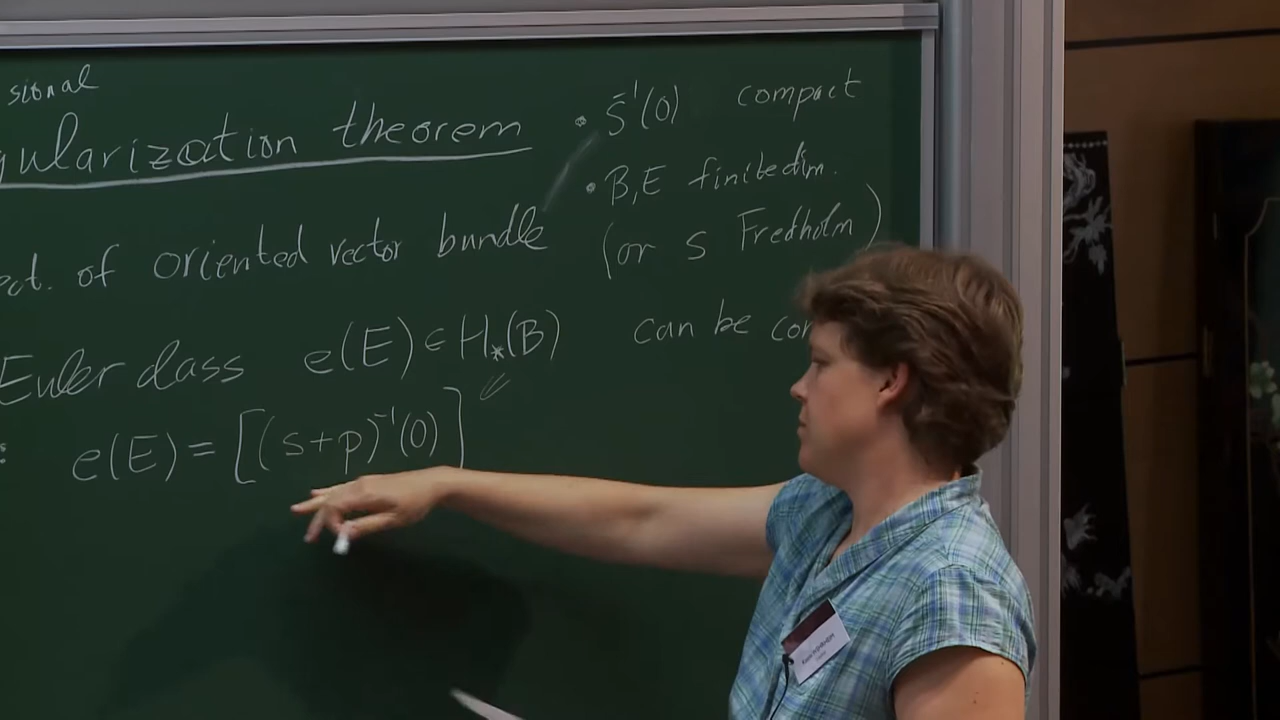 sional
gularization theorem
ect. of oriented vector bundle
Euler class e(E) ∈ H_*(B) can be con
: e(E) = [(s+p)^{-1}(0)]
• s^{-1}(0) compact
• B,E finite dim.
(or s Fredholm)